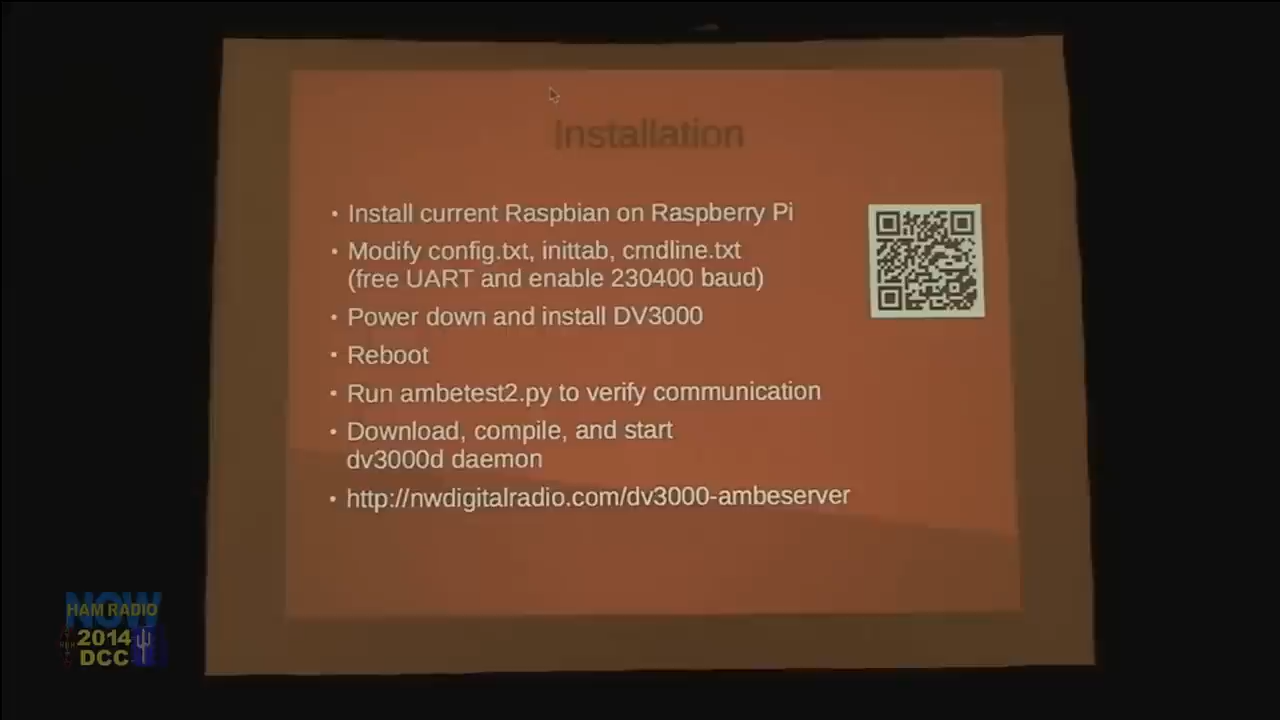 Installation
• Install current Raspbian on Raspberry Pi
• Modify config.txt, inittab, cmdline.txt
(free UART and enable 230400 baud)
• Power down and install DV3000
• Reboot
• Run ambetest2.py to verify communication
• Download, compile, and start
dv3000d daemon
• http://nwdigitalradio.com/dv3000-ambeserver
NOW
HAM RADIO
2014
DCC